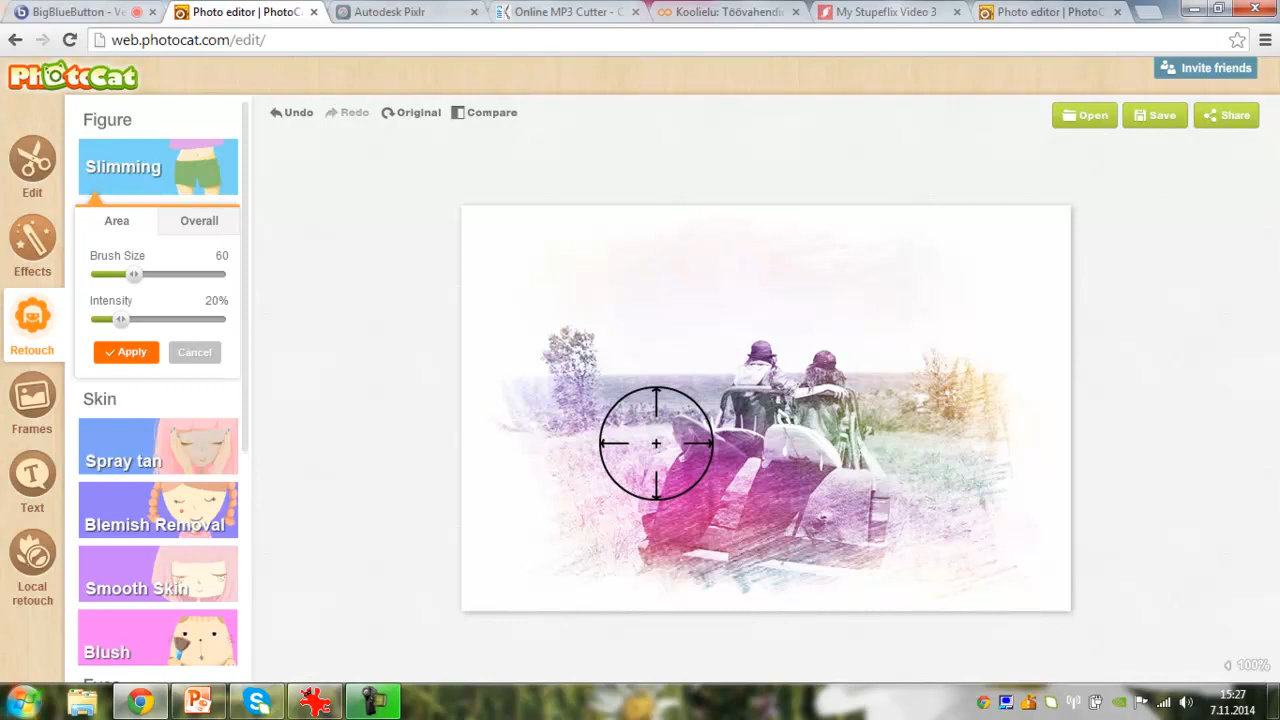 BigBlueButton - Ve
Photo editor | PhotoCa
Autodesk Pixlr
Online MP3 Cutter - C
Koolielu: Töövahendi
My Stupeflix Video 3
Photo editor | PhotoC
web.photocat.com/edit/
PhotoCat
Invite friends
Figure
Undo
Redo
Original
Compare
Open
Save
Share
Slimming
Edit
Area
Overall
Brush Size
60
Effects
Intensity
20%
Retouch
Apply
Cancel
Skin
Frames
Spray tan
Text
Blemish Removal
Smooth Skin
Local
retouch
Blush
100%
15:27
7.11.2014